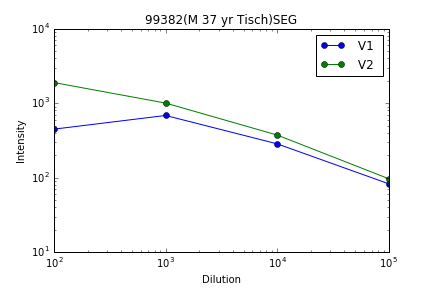 99382(M 37 yr Tisch)SEG
10^4
10^3
10^2
10^1
Intensity
V1
V2
10^2 10^3 10^4 10^5
Dilution